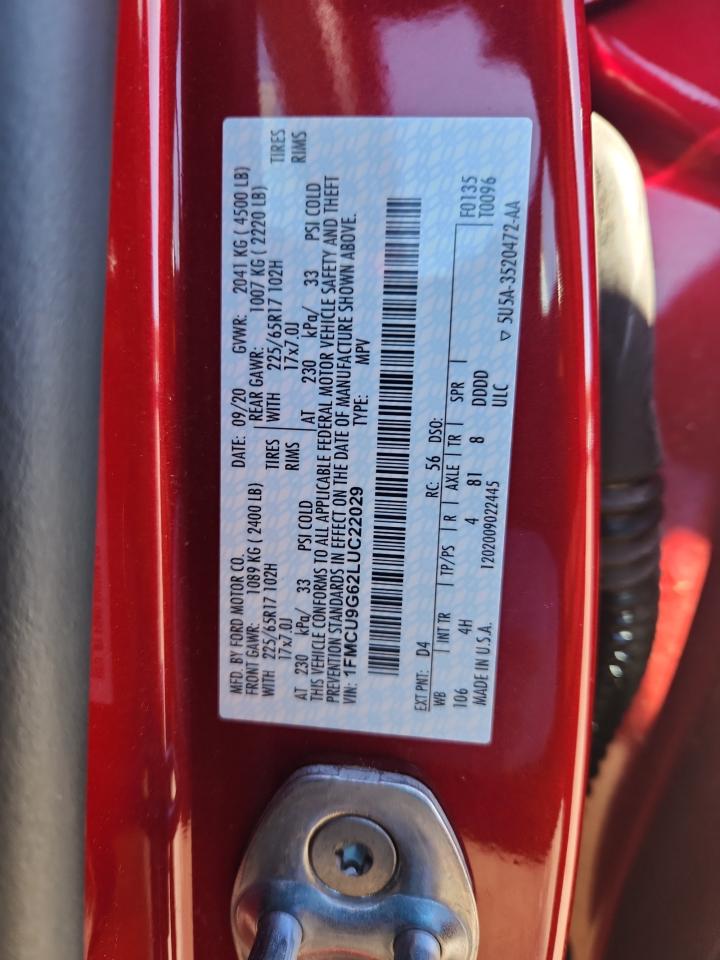 MFD. BY FORD MOTOR CO. DATE: 09/20 GVWR: 2041 KG ( 4500 LB)
FRONT GAWR: 1089 KG (2400 LB) REAR GAWR: 1007 KG ( 2220 LB)
WITH 225/65R17 102H TIRES WITH 225/65R17 102H TIRES
17x7.0J RIMS 17x7.0J RIMS
AT 230 kPa/ 33 PSI COLD AT 230 kPa/ 33 PSI COLD
THIS VEHICLE CONFORMS TO ALL APPLICABLE FEDERAL MOTOR VEHICLE SAFETY AND THEFT
PREVENTION STANDARDS IN EFFECT ON THE DATE OF MANUFACTURE SHOWN ABOVE.
VIN: 1FMCU9G62LUC22029 TYPE: MPV
EXT PNT: D4 RC: 56 DSO:
WB INT TR TP/PS R AXLE TR SPR F0135
106 4H 4 81 8 DDDD T0096
ULC
MADE IN U.S.A. 1202009022445 ▽ 5U5A-3520472-AA